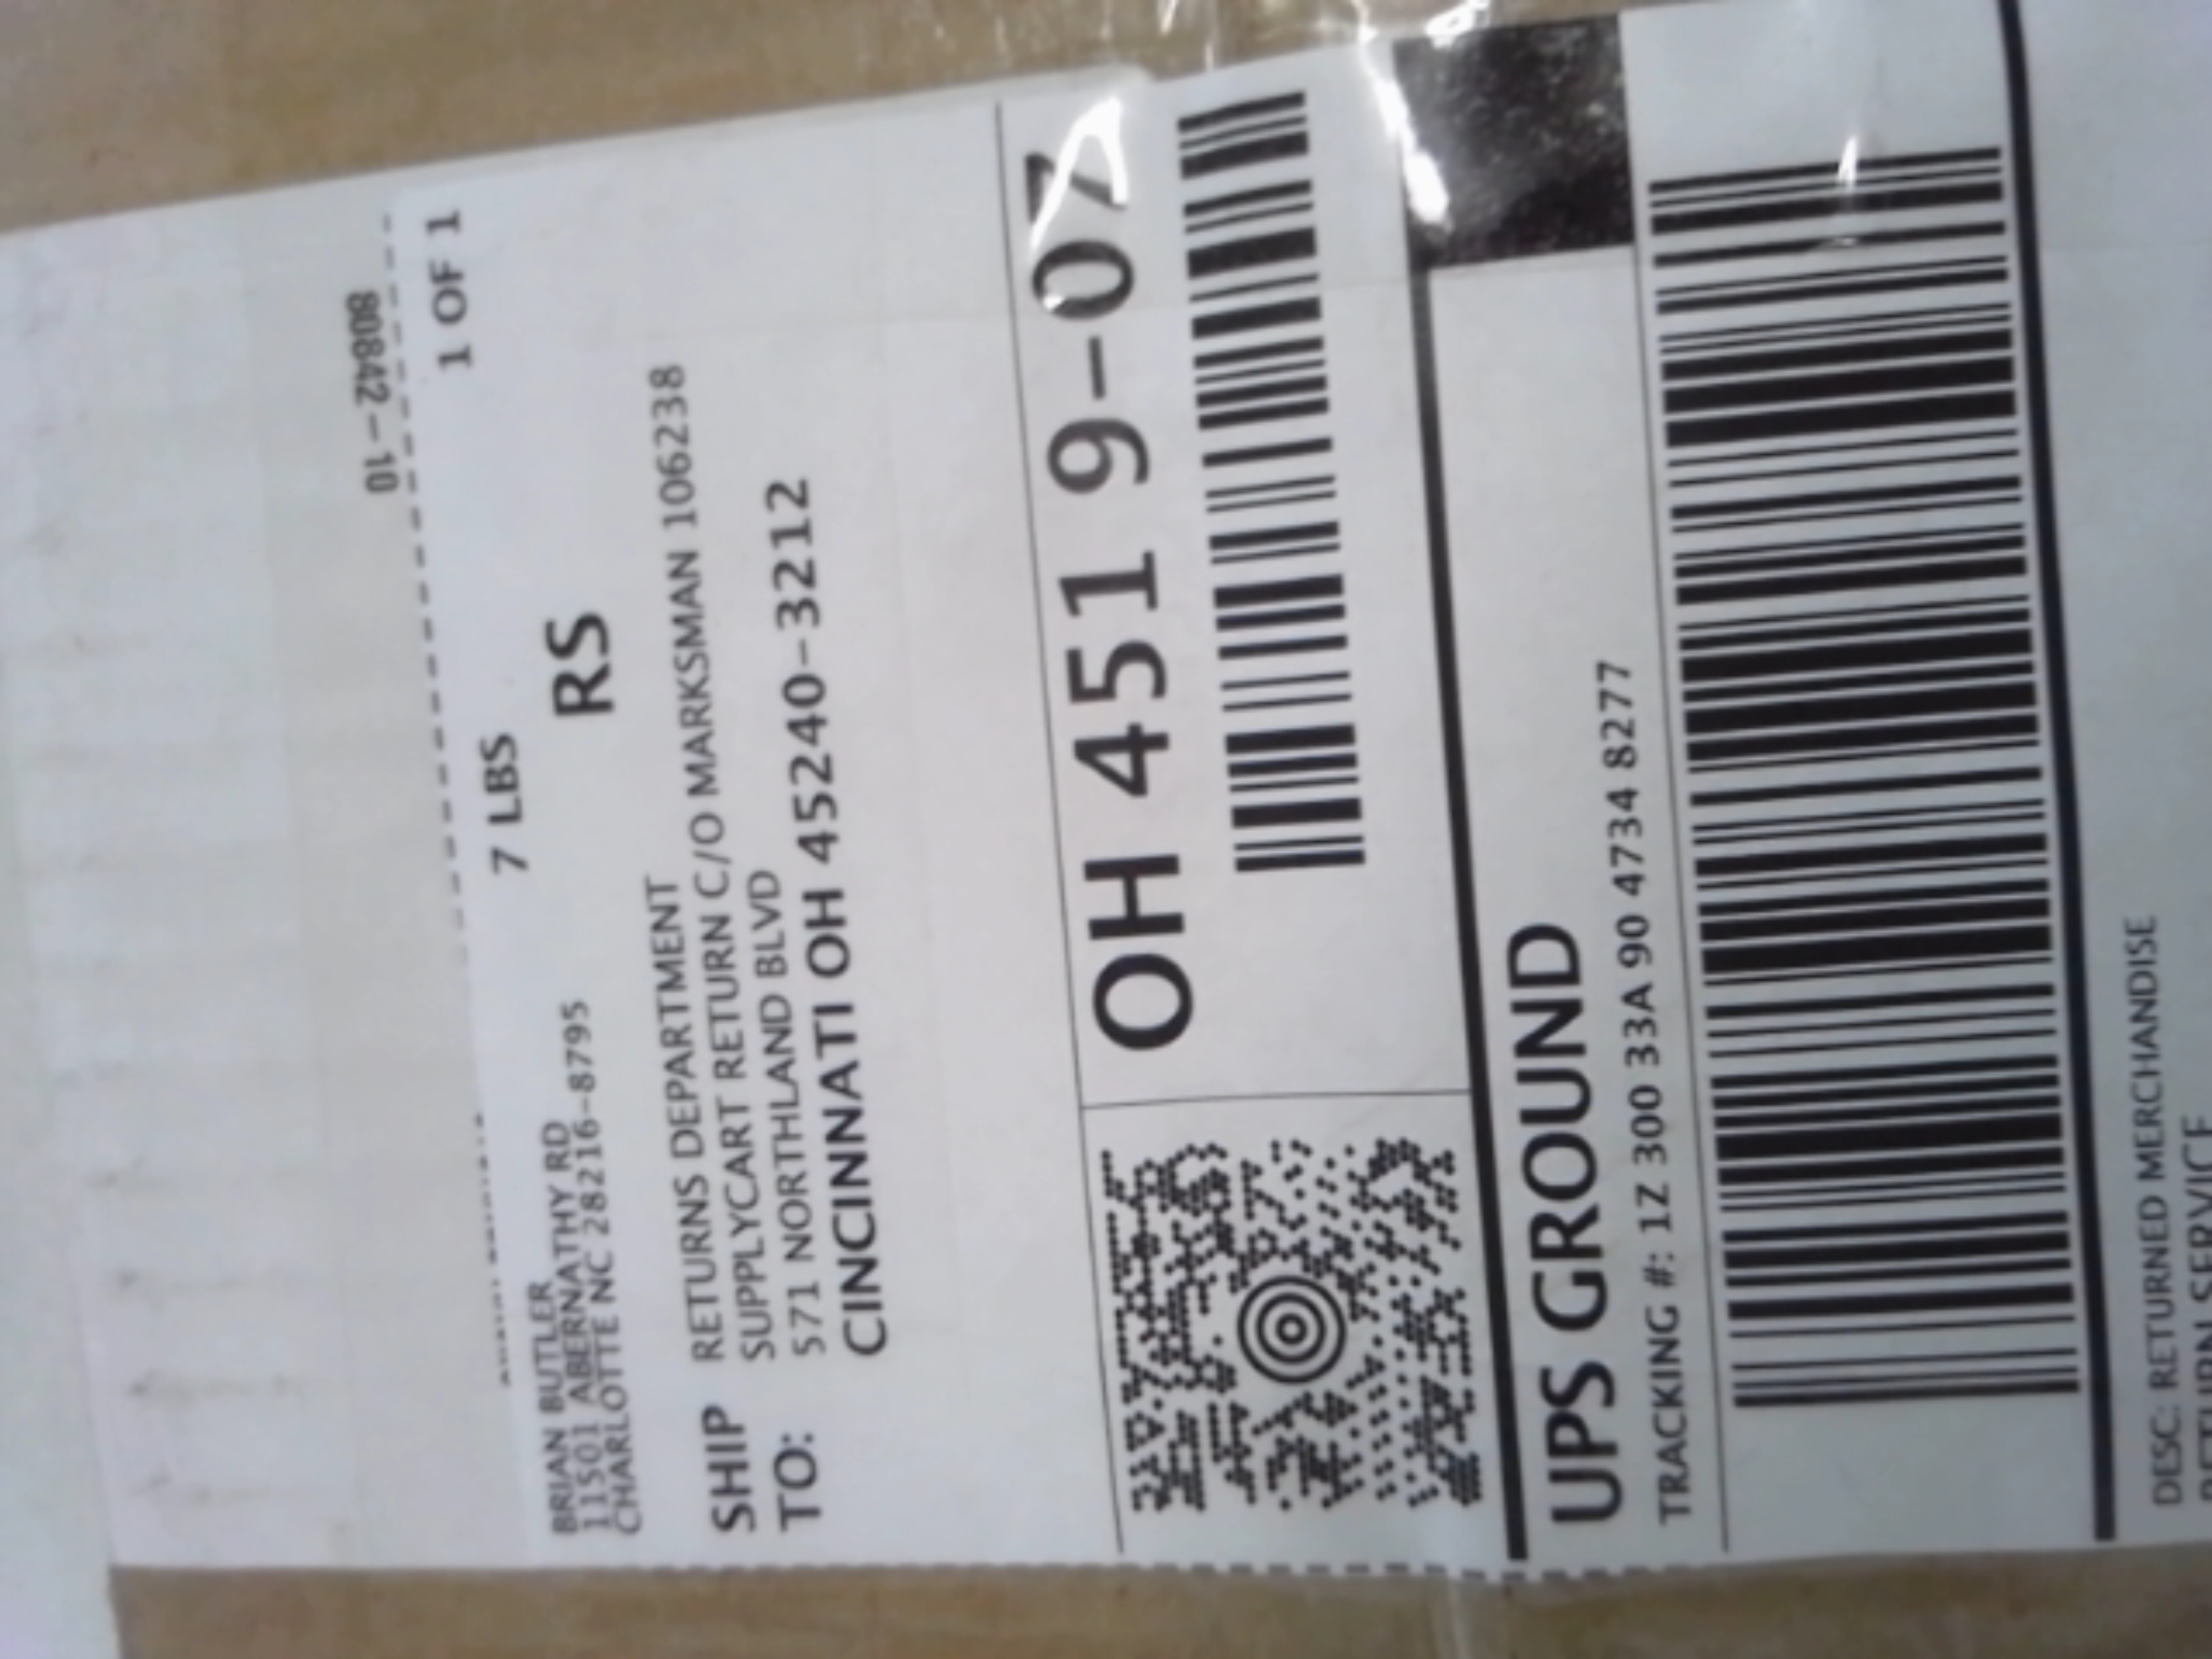 80842-10
1 OF 1
7 LBS
RS
BRIAN BUTLER
11501 ABERNATHY RD
CHARLOTTE NC 28216-8795
SHIP TO:
RETURNS DEPARTMENT
SUPPLYCART RETURN C/O MARKSMAN 106238
571 NORTHLAND BLVD
CINCINNATI OH 45240-3212
OH 451 9-07
UPS GROUND
TRACKING #: 1Z 300 33A 90 4734 8277
DESC: RETURNED MERCHANDISE
RETURN SERVICE